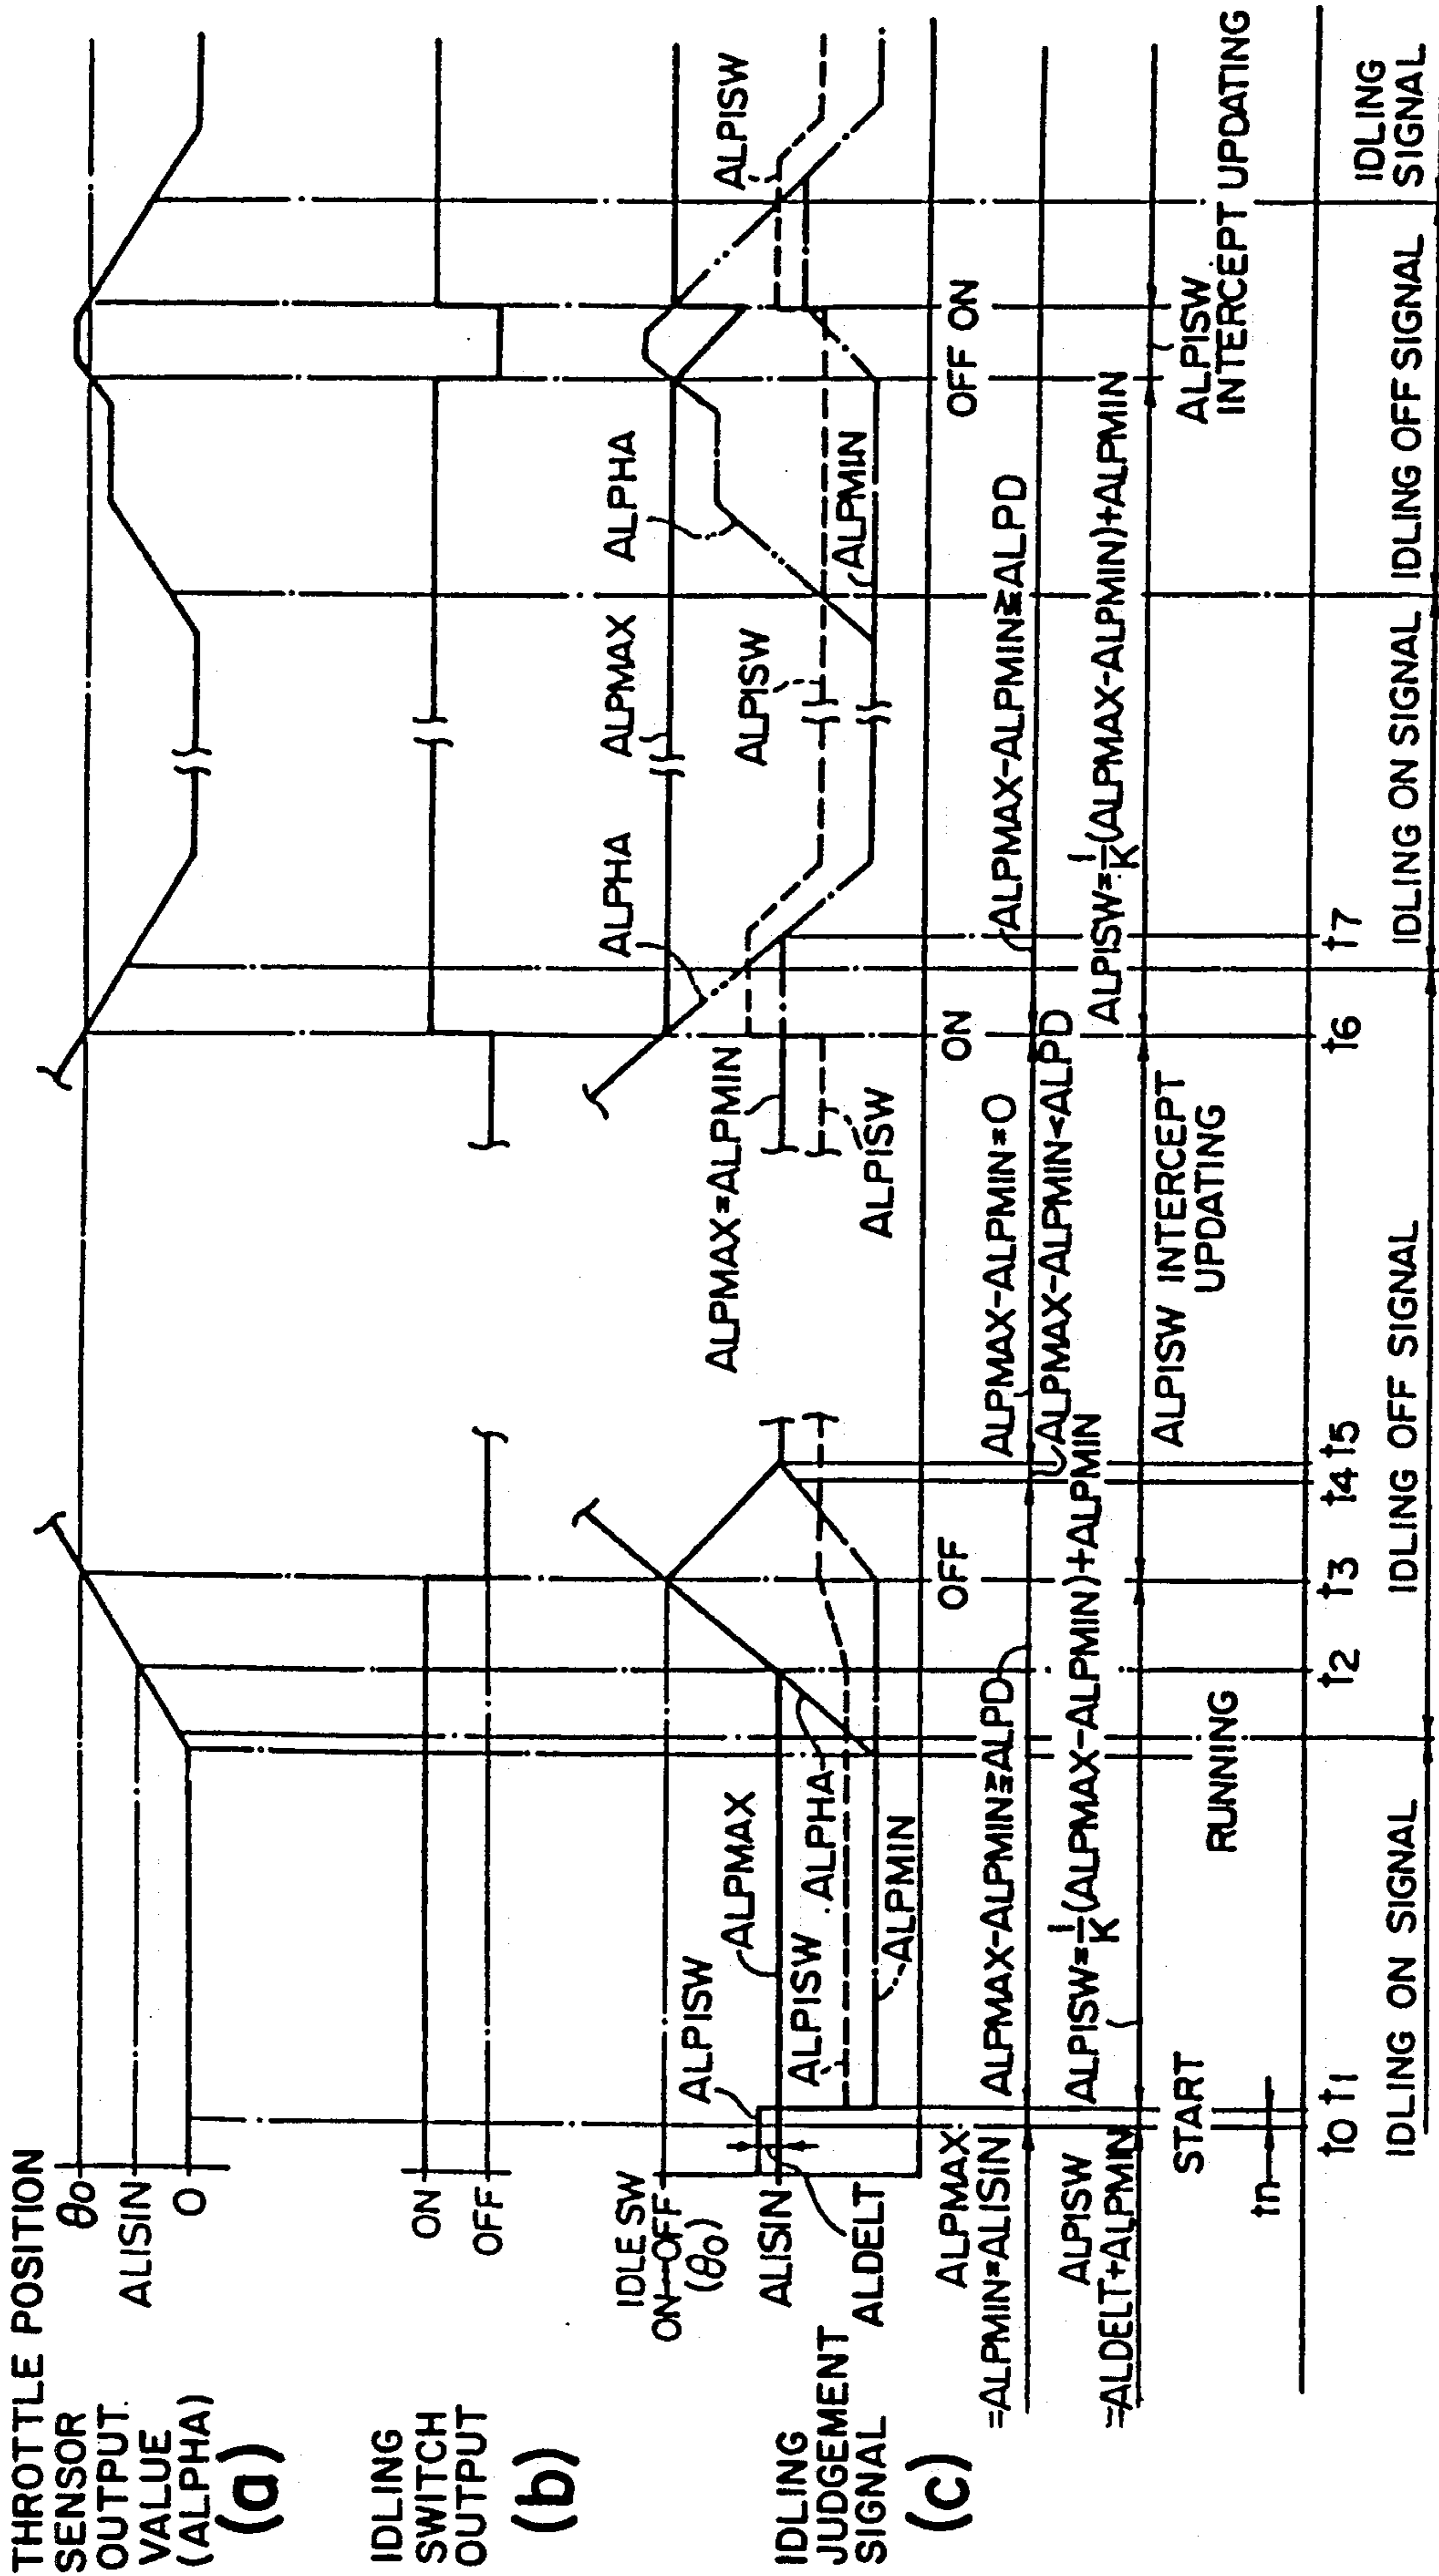 THROTTLE POSITION
SENSOR
OUTPUT.
VALUE
(ALPHA)
(a)
θ0
ALISIN
0
IDLING
SWITCH
OUTPUT
(b)
ON
OFF
IDLING
JUDGEMENT
SIGNAL
(c)
IDLE SW
ON-OFF
(θ0)
ALISIN
ALDELT
ALPISW
ALPMAX
ALPISW
ALPHA
ALPMIN
ALPMAX=ALPMIN
ALPISW
ALPHA
ALPMAX
ALPISW
ALPHA
ALPMIN
ALPISW
OFF
ON
OFF ON
ALPMAX
=ALPMIN=ALISIN
ALPMAX-ALPMIN≧ALPD
ALPMAX-ALPMIN=0
ALPMAX-ALPMIN<ALPD
ALPMAX-ALPMIN≧ALPD
ALPISW
=ALDELT+ALPMIN
ALPISW=1/K(ALPMAX-ALPMIN)+ALPMIN
ALPISW INTERCEPT
UPDATING
ALPISW=1/K(ALPMAX-ALPMIN)+ALPMIN
ALPISW
INTERCEPT UPDATING
START
RUNNING
tn
t0 t1 t2 t3 t4 t5 t6 t7
IDLING ON SIGNAL
IDLING OFF SIGNAL
IDLING ON SIGNAL
IDLING OFF SIGNAL
IDLING
SIGNAL